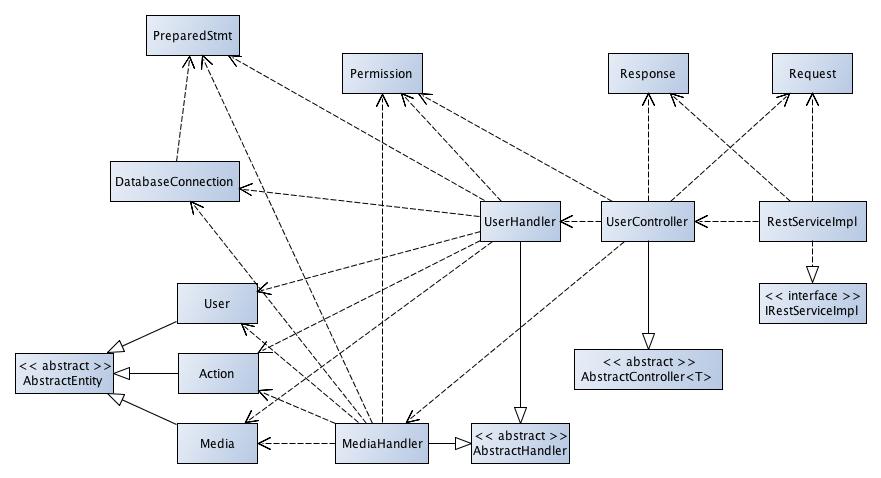 PreparedStmt
Permission
Response
Request
DatabaseConnection
UserHandler
UserController
RestServiceImpl
User
<< interface >>
IRestServiceImpl
<< abstract >>
AbstractEntity
Action
<< abstract >>
AbstractController<T>
Media
MediaHandler
<< abstract >>
AbstractHandler